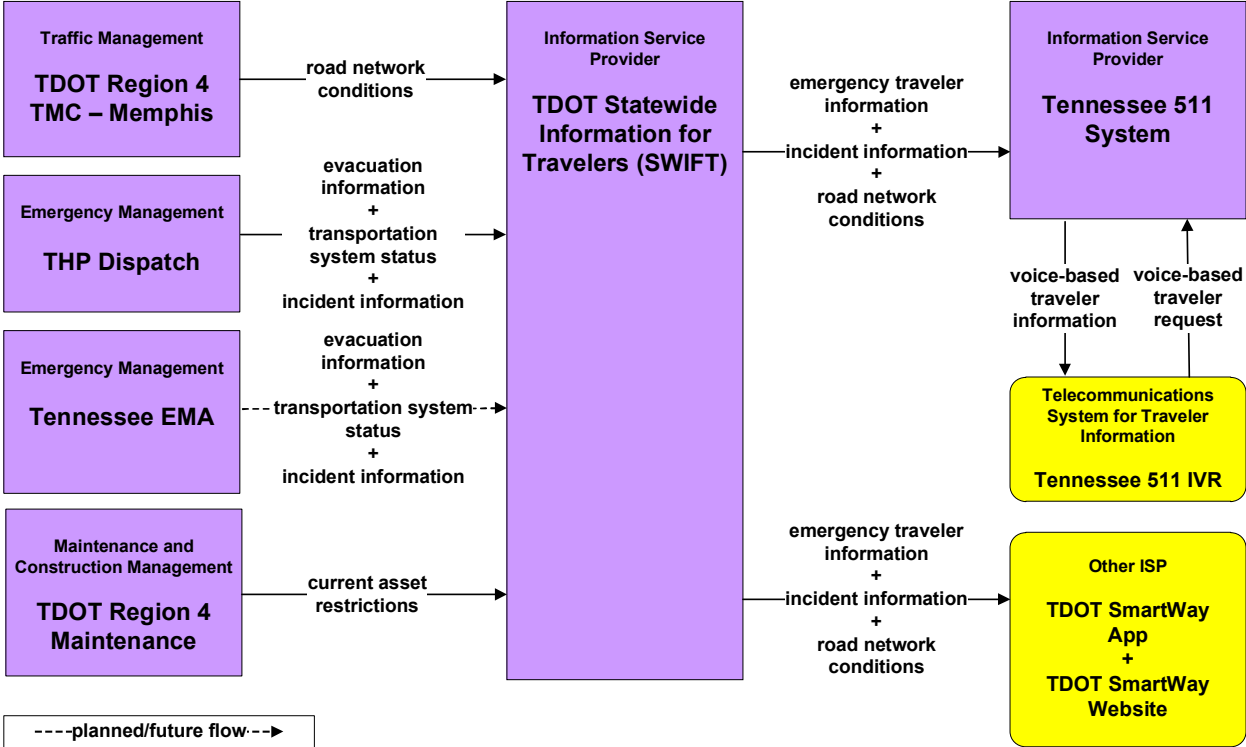 Traffic Management
TDOT Region 4
TMC – Memphis
road network
conditions
Emergency Management
THP Dispatch
evacuation
information
+
transportation
system status
+
incident information
Emergency Management
Tennessee EMA
evacuation
information
+
transportation system
status
+
incident information
Maintenance and
Construction Management
TDOT Region 4
Maintenance
current asset
restrictions
Information Service
Provider
TDOT Statewide
Information for
Travelers (SWIFT)
emergency traveler
information
+
incident information
+
road network
conditions
Information Service
Provider
Tennessee 511
System
voice-based
traveler
information
voice-based
traveler
request
Telecommunications
System for Traveler
Information
Tennessee 511 IVR
emergency traveler
information
+
incident information
+
road network
conditions
Other ISP
TDOT SmartWay
App
+
TDOT SmartWay
Website
planned/future flow